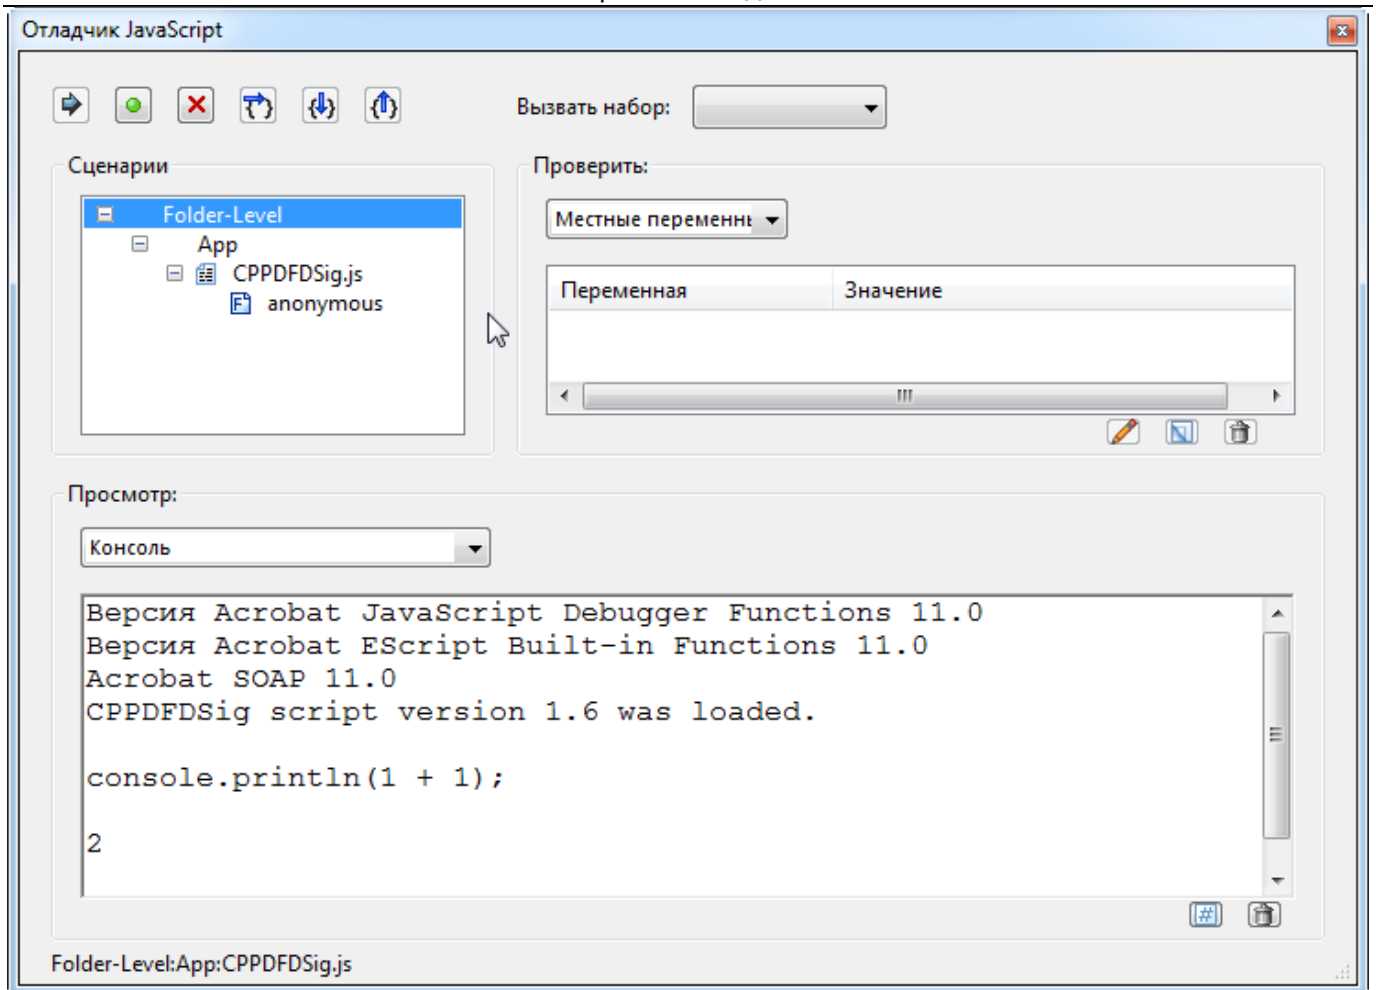 Отладчик JavaScript
Вызвать набор:
Сценарии
Проверить:
Folder-Level
App
CPPDFDSig.js
anonymous
Местные переменны
Переменная Значение
Просмотр:
Консоль
Версия Acrobat JavaScript Debugger Functions 11.0
Версия Acrobat EScript Built-in Functions 11.0
Acrobat SOAP 11.0
CPPDFDSig script version 1.6 was loaded.
console.println(1 + 1);
2
Folder-Level:App:CPPDFDSig.js